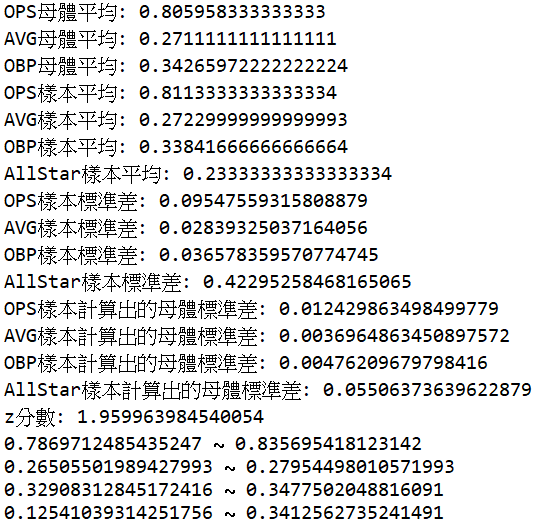 OPS母體平均: 0.805958333333333
AVG母體平均: 0.2711111111111111
OBP母體平均: 0.34265972222222224
OPS樣本平均: 0.8113333333333334
AVG樣本平均: 0.27229999999999993
OBP樣本平均: 0.33841666666666664
AllStar樣本平均: 0.23333333333333334
OPS樣本標準差: 0.09547559315808879
AVG樣本標準差: 0.02839325037164056
OBP樣本標準差: 0.036578359570774745
AllStar樣本標準差: 0.42295258468165065
OPS樣本計算出的母體標準差: 0.012429863498499779
AVG樣本計算出的母體標準差: 0.0036964863450897572
OBP樣本計算出的母體標準差: 0.00476209679798416
AllStar樣本計算出的母體標準差: 0.05506373639622879
z分數: 1.959963984540054
0.7869712485435247 ~ 0.835695418123142
0.26505501989427993 ~ 0.27954498010571993
0.32908312845172416 ~ 0.3477502048816091
0.12541039314251756 ~ 0.3412562735241491